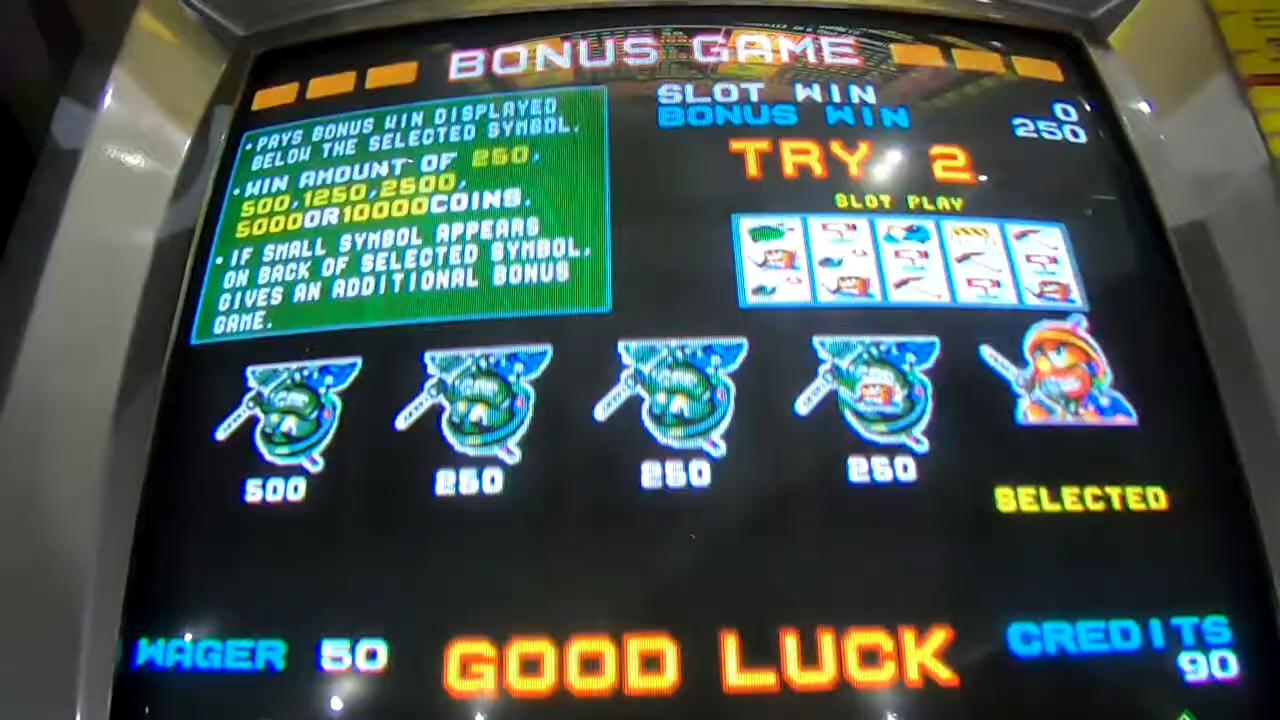 BONUS GAME
•PAYS BONUS WIN DISPLAYED
BELOW THE SELECTED SYMBOL.
•WIN AMOUNT OF 250,
500,1250,2500,
5000OR10000COINS.
•IF SMALL SYMBOL APPEARS
ON BACK OF SELECTED SYMBOL.
GIVES AN ADDITIONAL BONUS
GAME.
SLOT WIN 0
BONUS WIN 250
TRY 2
SLOT PLAY
500 250 250 250 SELECTED
WAGER 50 GOOD LUCK CREDITS
90